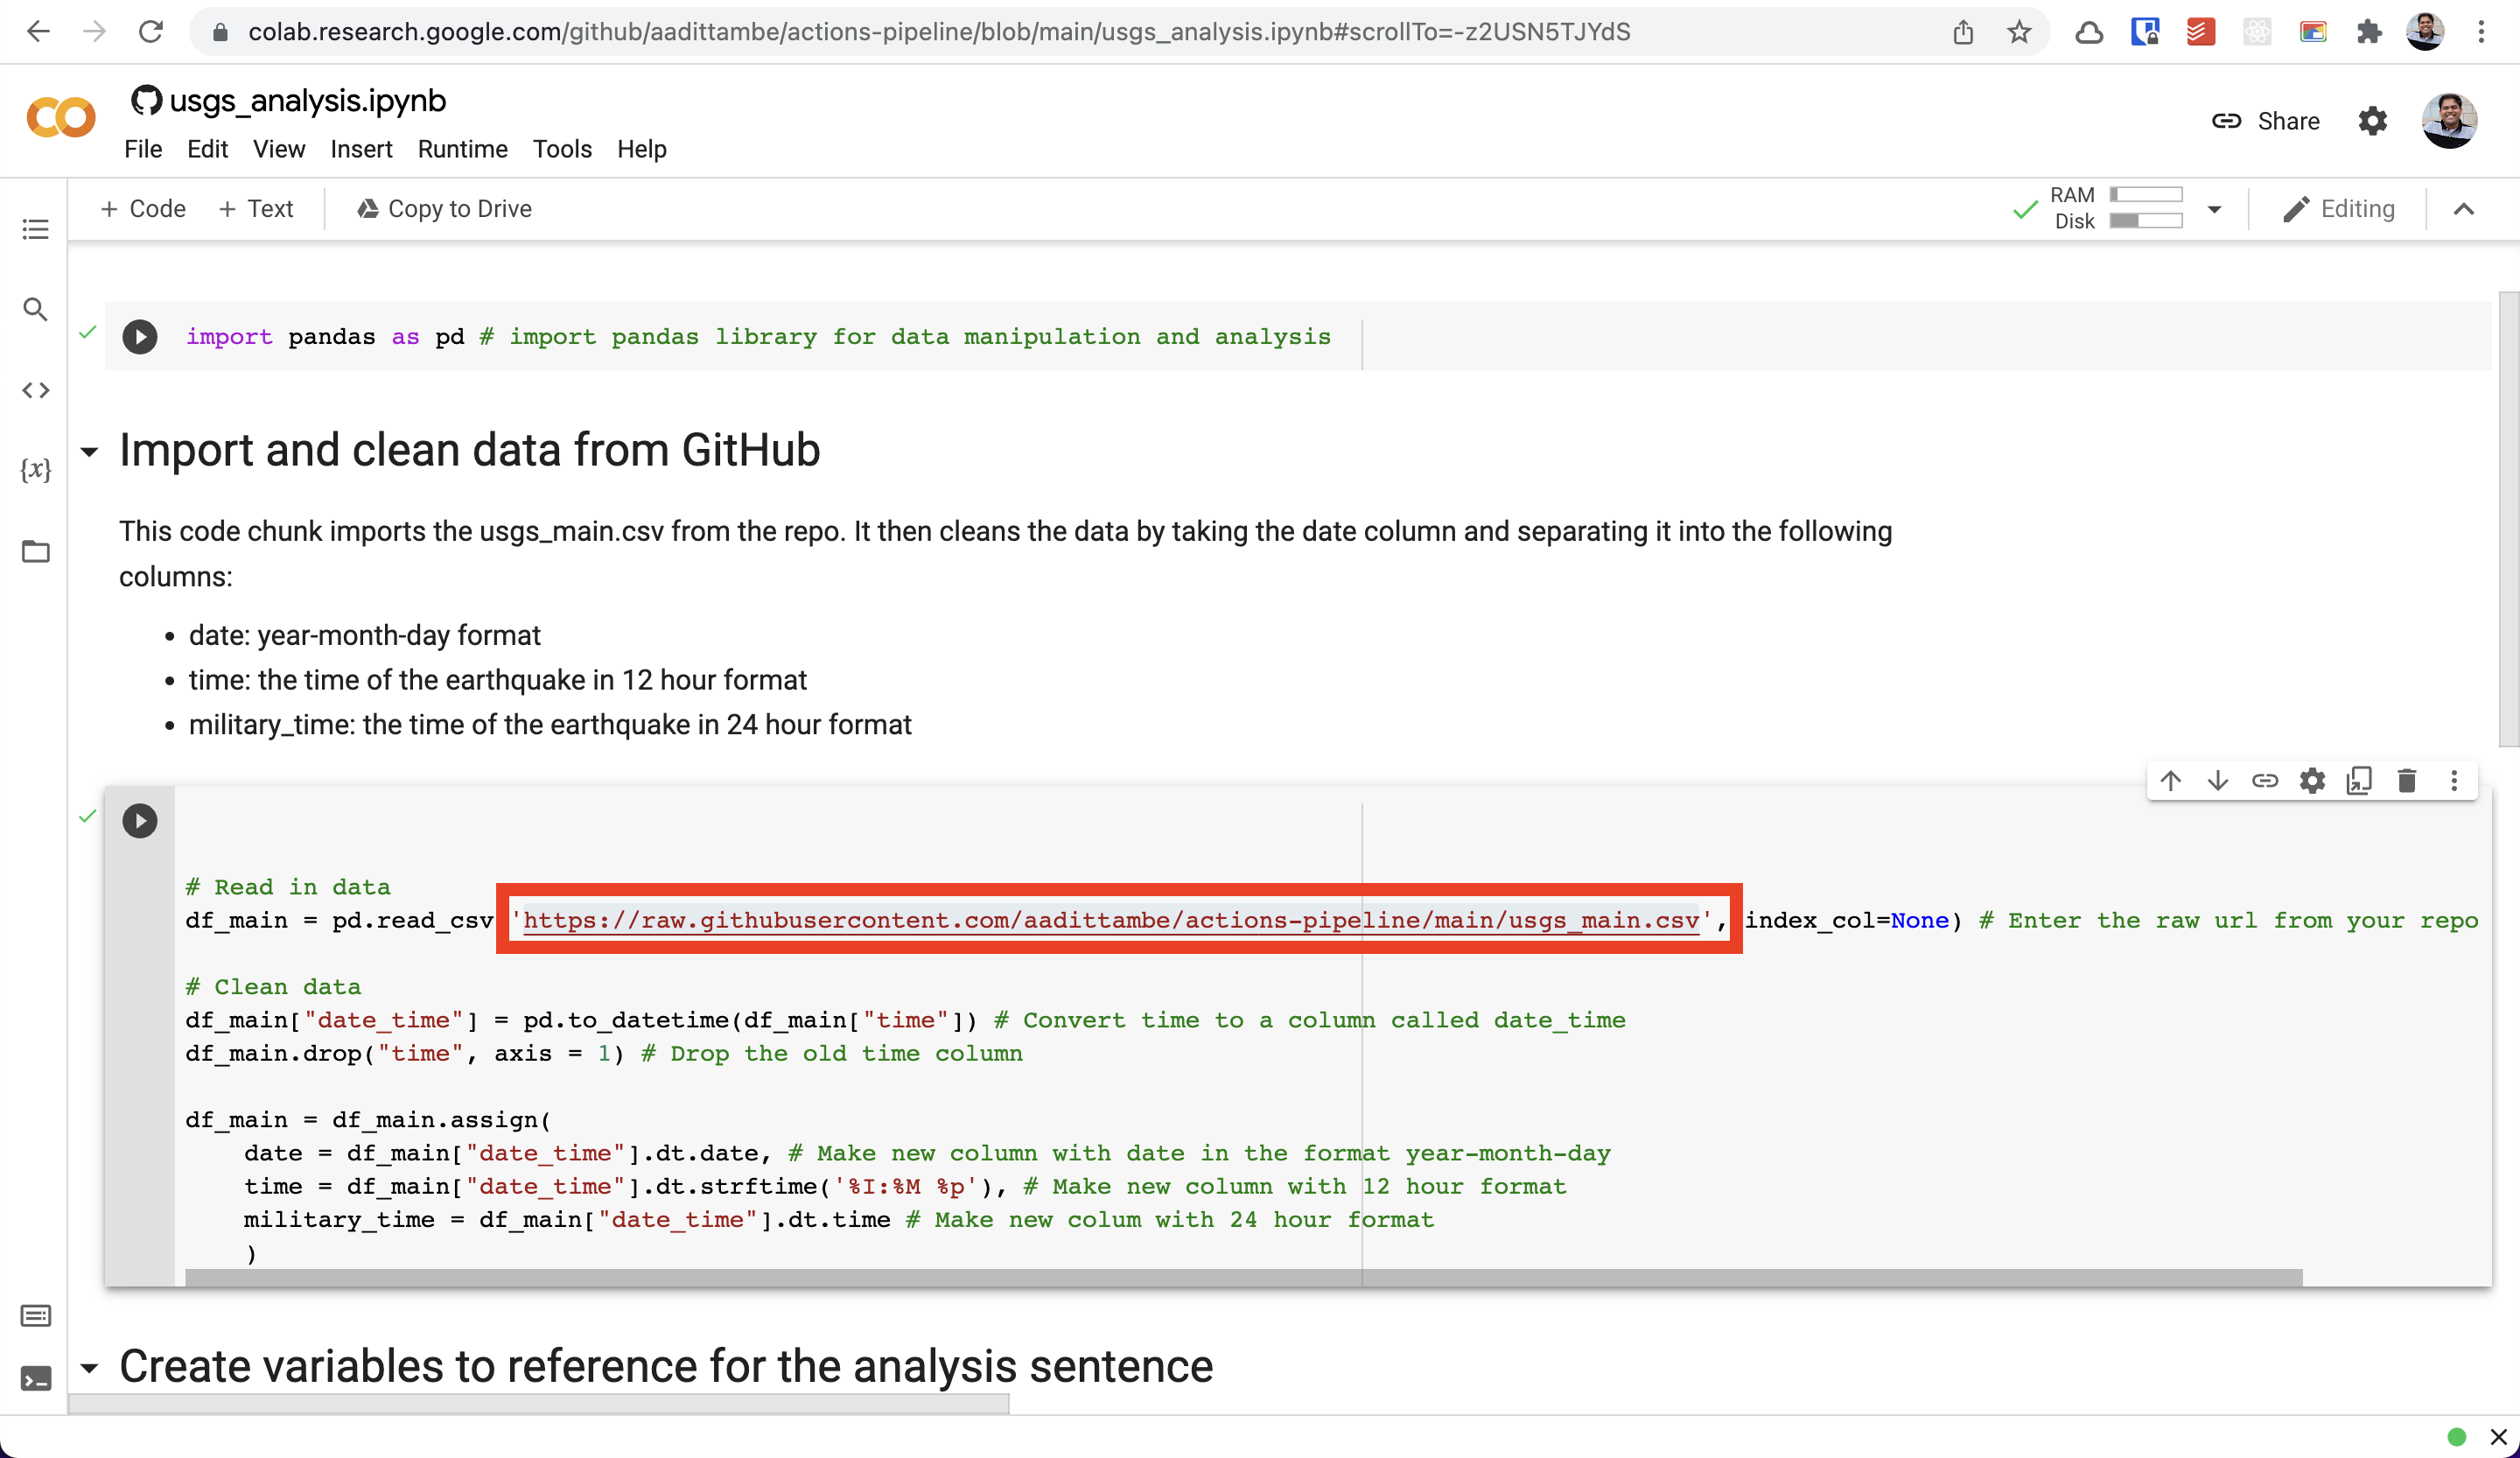 colab.research.google.com/github/aadittambe/actions-pipeline/blob/main/usgs_analysis.ipynb#scrollTo=-z2USN5TJYdS
usgs_analysis.ipynb
File Edit View Insert Runtime Tools Help
Share
+ Code + Text Copy to Drive
RAM
Disk
Editing
import pandas as pd # import pandas library for data manipulation and analysis
Import and clean data from GitHub
{x}
This code chunk imports the usgs_main.csv from the repo. It then cleans the data by taking the date column and separating it into the following
columns:
• date: year-month-day format
• time: the time of the earthquake in 12 hour format
• military_time: the time of the earthquake in 24 hour format
# Read in data
df_main = pd.read_csv 'https://raw.githubusercontent.com/aadittambe/actions-pipeline/main/usgs_main.csv', index_col=None) # Enter the raw url from your repo
# Clean data
df_main["date_time"] = pd.to_datetime(df_main["time"]) # Convert time to a column called date_time
df_main.drop("time", axis = 1) # Drop the old time column
df_main = df_main.assign(
date = df_main["date_time"].dt.date, # Make new column with date in the format year-month-day
time = df_main["date_time"].dt.strftime('%I:%M %p'), # Make new column with 12 hour format
military_time = df_main["date_time"].dt.time # Make new colum with 24 hour format
)
Create variables to reference for the analysis sentence